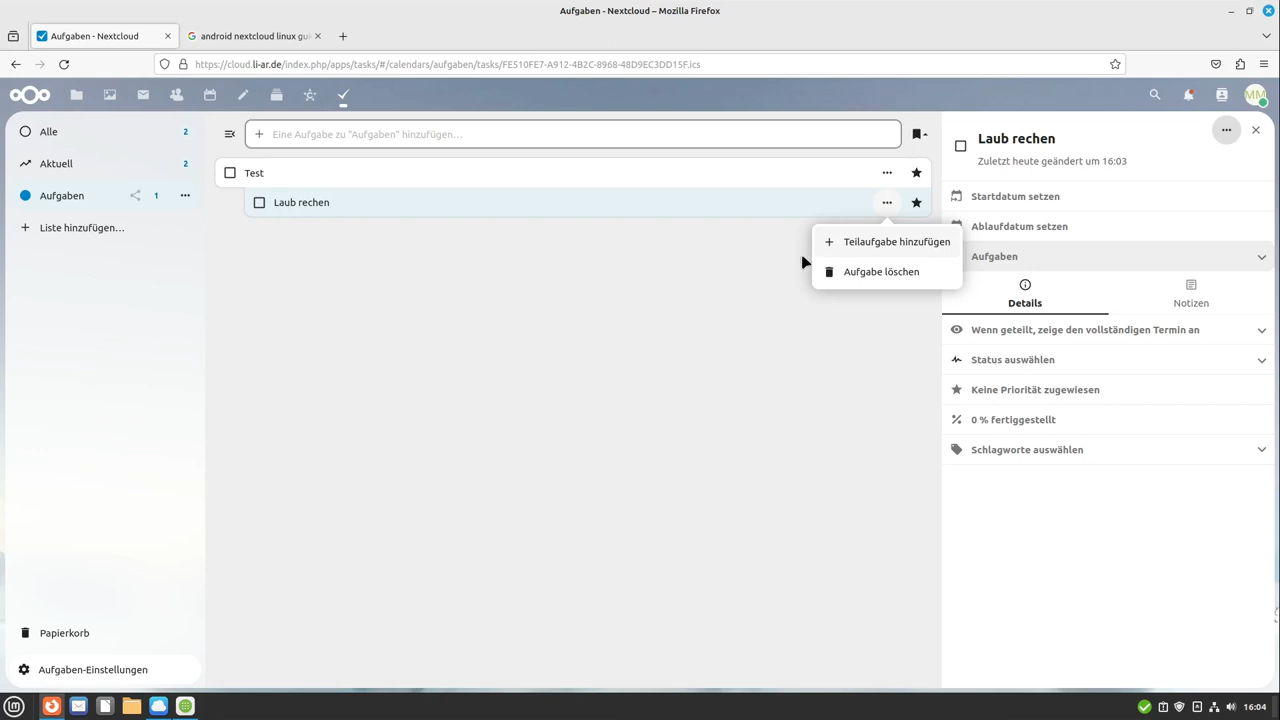 Aufgaben - Nextcloud – Mozilla Firefox
Aufgaben - Nextcloud
android nextcloud linux gui
https://cloud.li-ar.de/index.php/apps/tasks/#/calendars/aufgaben/tasks/FE510FE7-A912-4B2C-8968-48D9EC3DD15F.ics
MM
Alle 2
Aktuell 2
Aufgaben 1
Liste hinzufügen...
Papierkorb
Aufgaben-Einstellungen
Eine Aufgabe zu "Aufgaben" hinzufügen...
Test
Laub rechen
Teilaufgabe hinzufügen
Aufgabe löschen
Laub rechen
Zuletzt heute geändert um 16:03
Startdatum setzen
Ablaufdatum setzen
Aufgaben
Details
Notizen
Wenn geteilt, zeige den vollständigen Termin an
Status auswählen
Keine Priorität zugewiesen
0 % fertiggestellt
Schlagworte auswählen
16:04